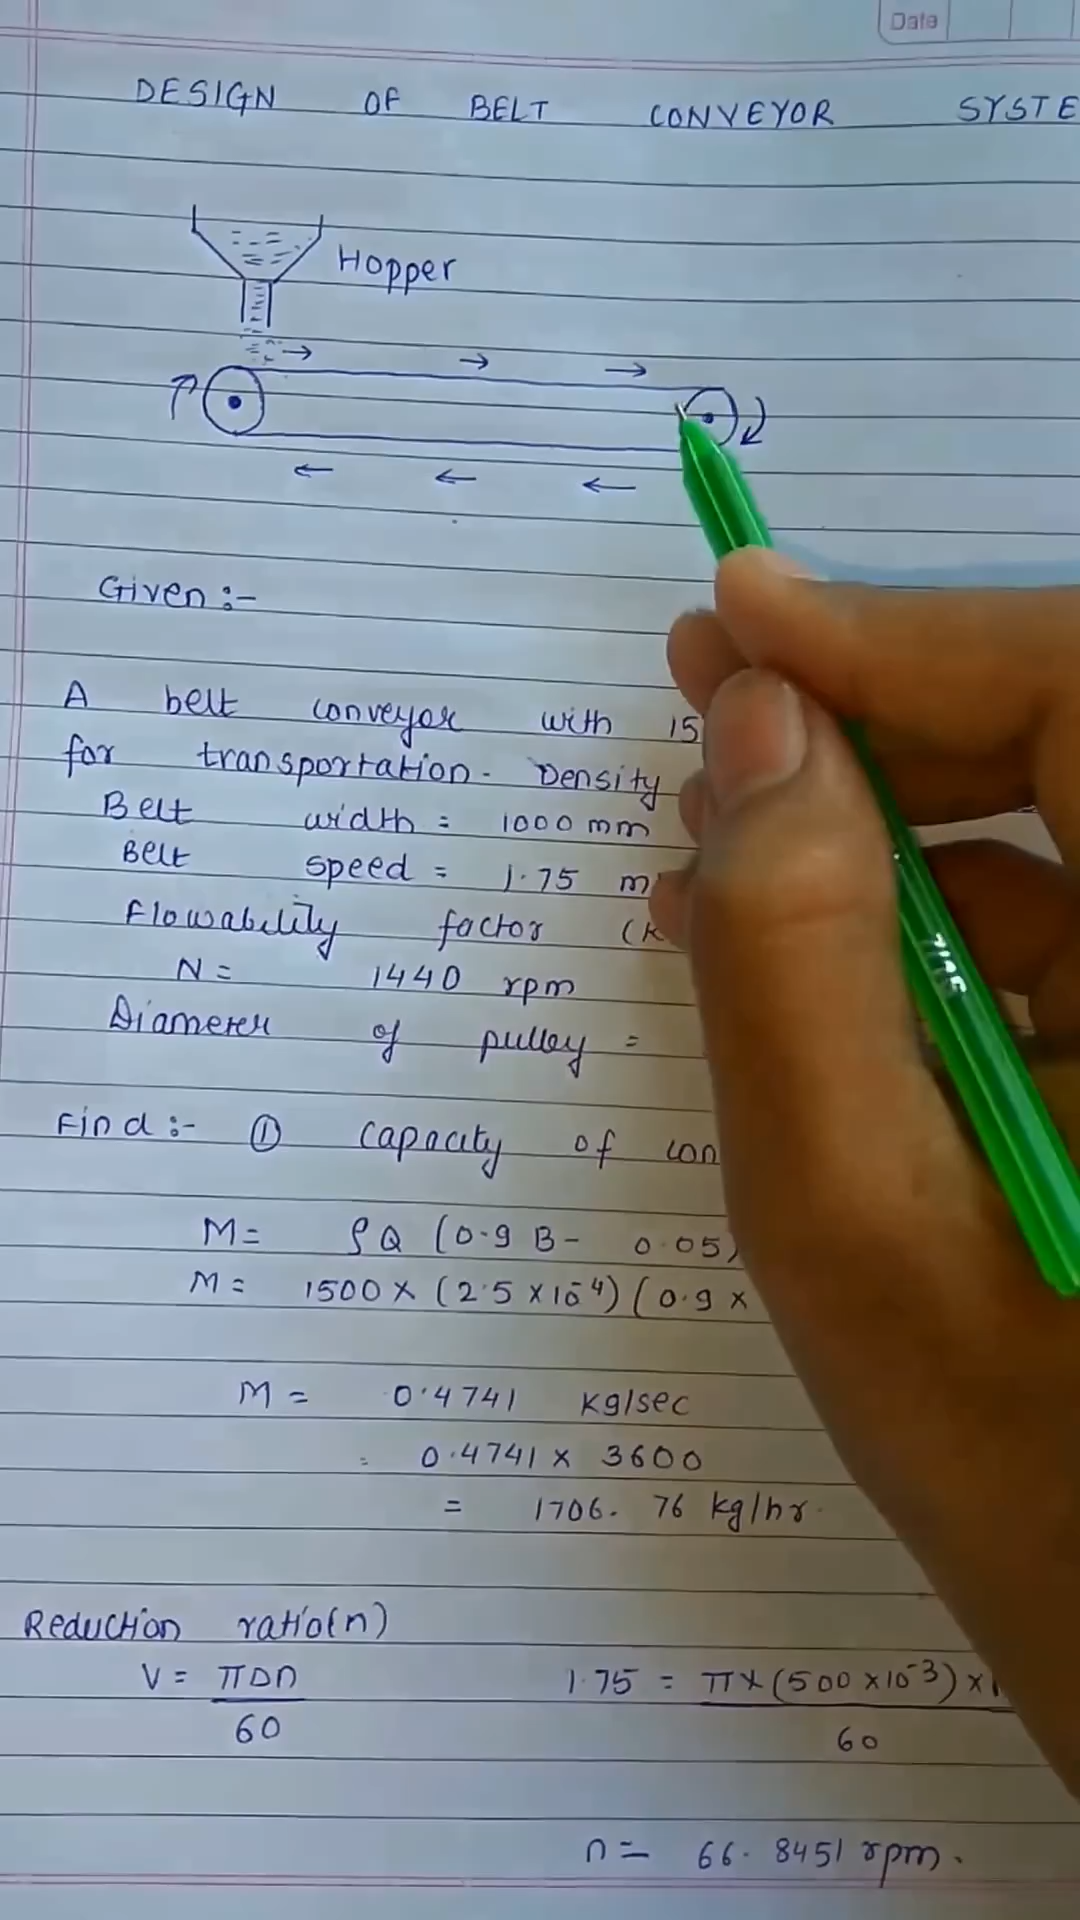 Date
DESIGN OF BELT CONVEYOR SYSTE
Hopper
Given :-
A belt conveyor with 15
for transportation. Density
Belt width = 1000 mm
Belt speed = 1.75 m
Flowability factor (K
N = 1440 rpm
Diameter of pulley =
Find :- ① Capacity of con
M = ρQ (0.9 B - 0.05)
M = 1500 × (2.5 × 10⁻⁴) (0.9 ×
M = 0.4741 kg/sec
= 0.4741 × 3600
= 1706.76 kg/hr.
Reduction ratio(n)
V = πDn / 60
1.75 = π × (500 × 10⁻³) × / 60
n = 66.8451 rpm.